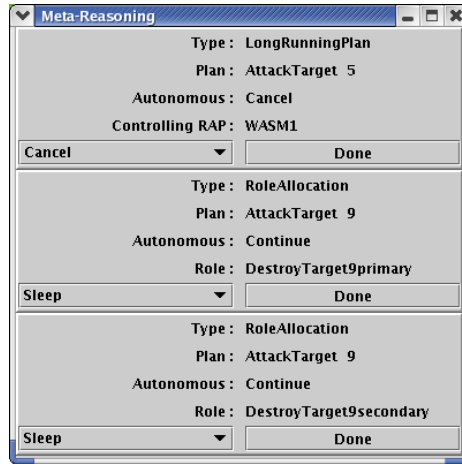 Meta-Reasoning
Type : LongRunningPlan
Plan : AttackTarget 5
Autonomous : Cancel
Controlling RAP : WASM1
Cancel Done
Type : RoleAllocation
Plan : AttackTarget 9
Autonomous : Continue
Role : DestroyTarget9primary
Sleep Done
Type : RoleAllocation
Plan : AttackTarget 9
Autonomous : Continue
Role : DestroyTarget9secondary
Sleep Done